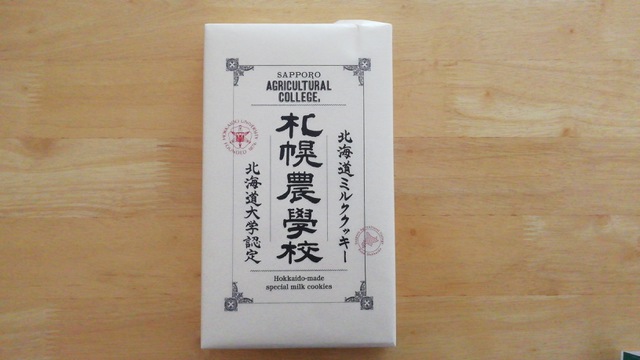 SAPPORO
AGRICULTURAL
COLLEGE
北海道ミルククッキー
札幌農學校
北海道大学認定
Hokkaido-made
special milk cookies